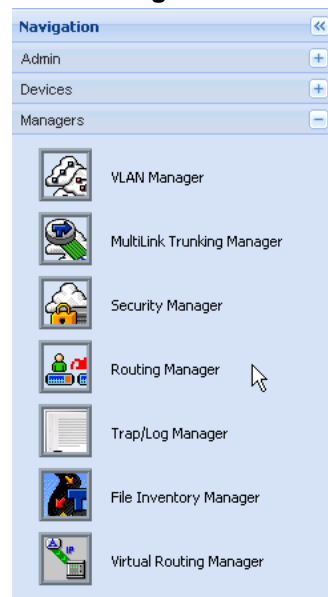 Navigation
Admin
Devices
Managers
VLAN Manager
MultiLink Trunking Manager
Security Manager
Routing Manager
Trap/Log Manager
File Inventory Manager
IP
Virtual Routing Manager